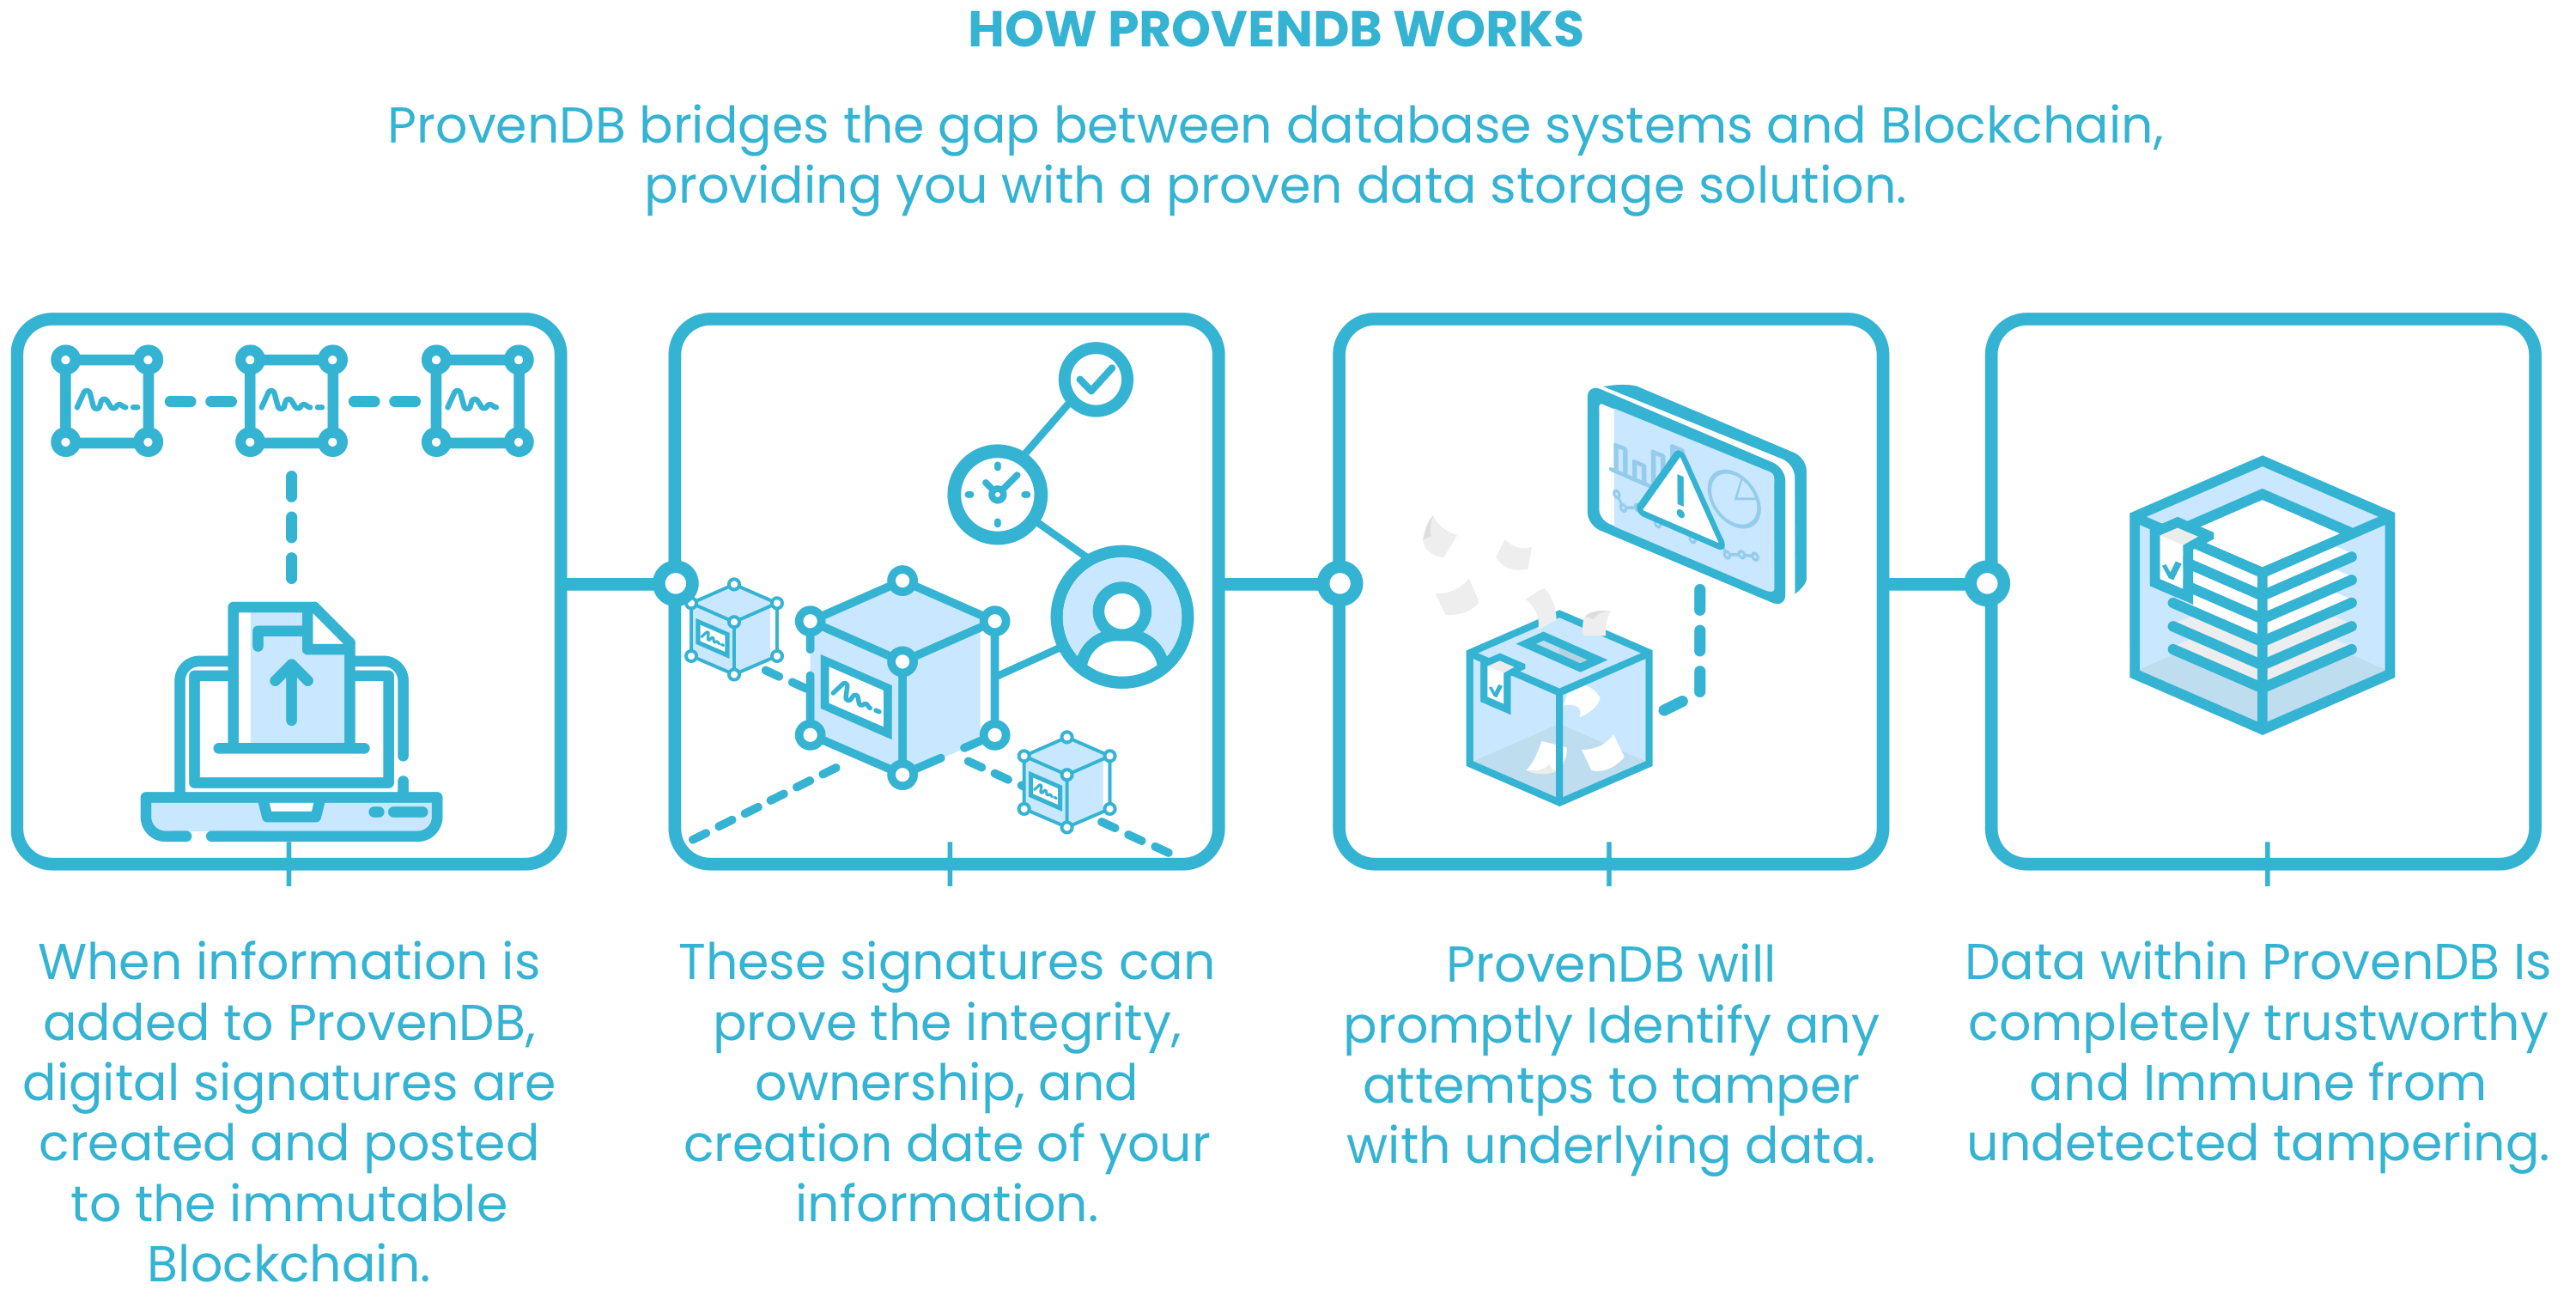 HOW PROVENDB WORKS
ProvenDB bridges the gap between database systems and Blockchain,
providing you with a proven data storage solution.
When information is
added to ProvenDB,
digital signatures are
created and posted
to the immutable
Blockchain.
These signatures can
prove the integrity,
ownership, and
creation date of your
information.
ProvenDB will
promptly Identify any
attemtps to tamper
with underlying data.
Data within ProvenDB Is
completely trustworthy
and Immune from
undetected tampering.